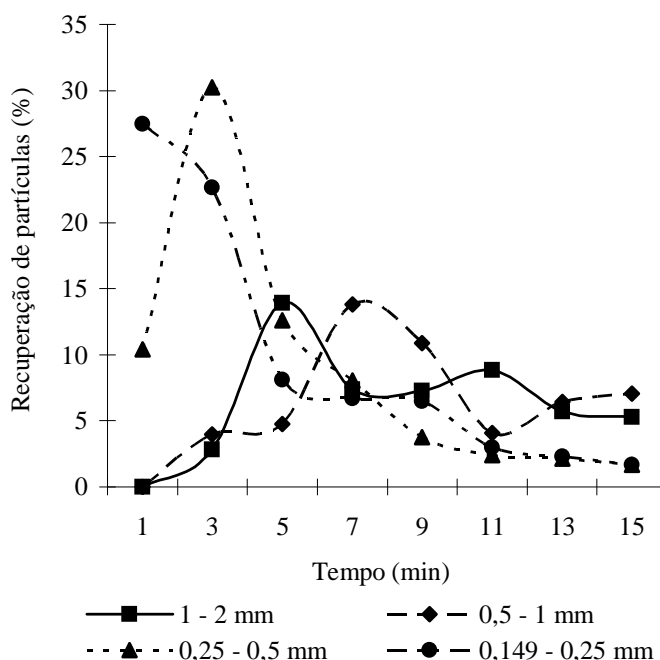 35
30
25
20
15
10
5
0
Recuperação de partículas (%)
1 3 5 7 9 11 13 15
Tempo (min)
1 - 2 mm 0,5 - 1 mm
0,25 - 0,5 mm 0,149 - 0,25 mm